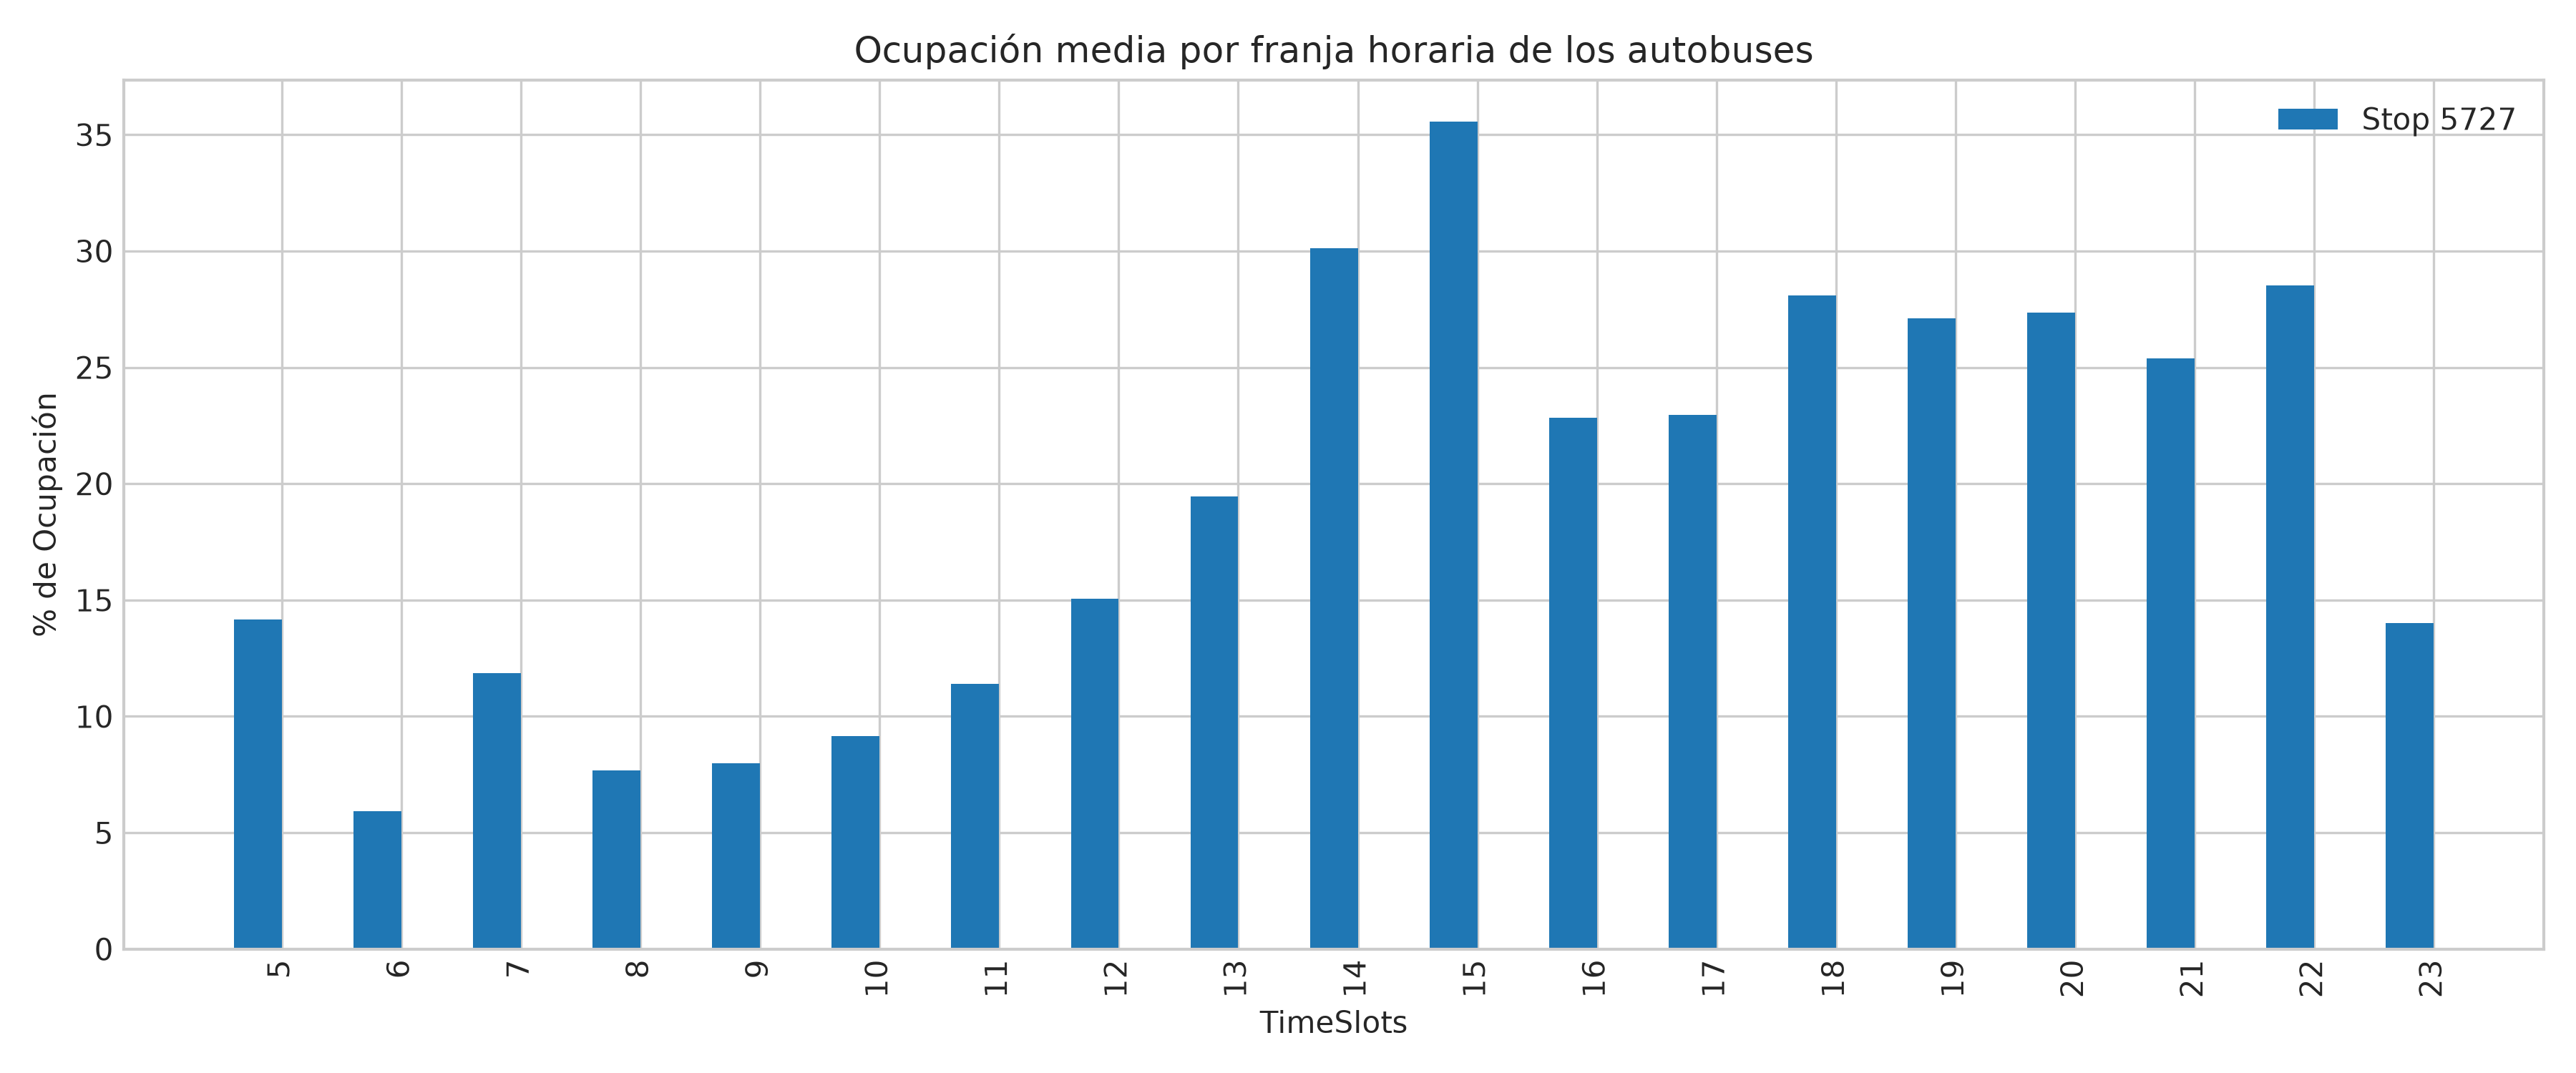 Ocupación media por franja horaria de los autobuses
Stop 5727
% de Ocupación
35
30
25
20
15
10
5
0
5 6 7 8 9 10 11 12 13 14 15 16 17 18 19 20 21 22 23
TimeSlots